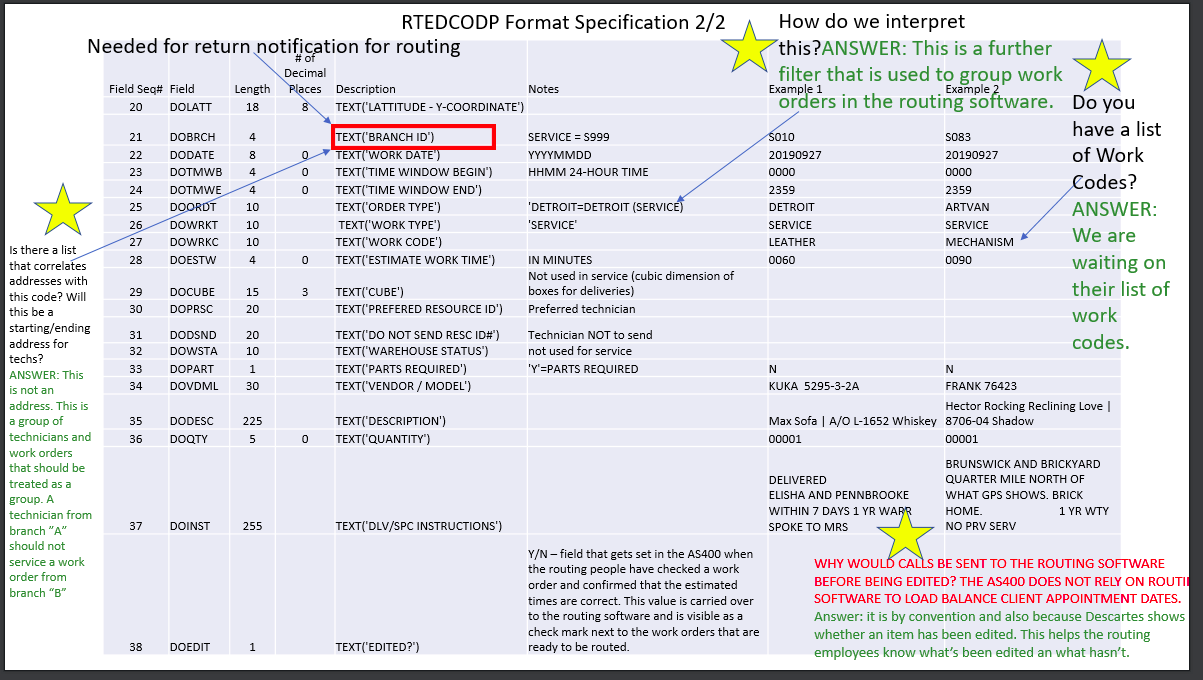 RTEDCODP Format Specification 2/2
Needed for return notification for routing
How do we interpret
this?ANSWER: This is a further
filter that is used to group work
orders in the routing software.
Do you
have a list
of Work
Codes?
ANSWER:
We are
waiting on
their list of
work
codes.
Is there a list
that correlates
addresses with
this code? Will
this be a
starting/ending
address for
techs?
ANSWER: This
is not an
address. This is
a group of
technicians and
work orders
that should be
treated as a
group. A
technician from
branch "A"
should not
service a work
order from
branch "B"
# of
Decimal
Field Seq# Field Length Places Description Notes Example 1 Example 2
20 DOLATT 18 8 TEXT('LATTITUDE - Y-COORDINATE')
21 DOBRCH 4 TEXT('BRANCH ID') SERVICE = S999 S010 S083
22 DODATE 8 0 TEXT('WORK DATE') YYYYMMDD 20190927 20190927
23 DOTMWB 4 0 TEXT('TIME WINDOW BEGIN') HHMM 24-HOUR TIME 0000 0000
24 DOTMWE 4 0 TEXT('TIME WINDOW END') 2359 2359
25 DOORDT 10 TEXT('ORDER TYPE') 'DETROIT=DETROIT (SERVICE) DETROIT ARTVAN
26 DOWRKT 10 TEXT('WORK TYPE') 'SERVICE' SERVICE SERVICE
27 DOWRKC 10 TEXT('WORK CODE') LEATHER MECHANISM
28 DOESTW 4 0 TEXT('ESTIMATE WORK TIME') IN MINUTES 0060 0090
Not used in service (cubic dimension of
29 DOCUBE 15 3 TEXT('CUBE') boxes for deliveries)
30 DOPRSC 20 TEXT('PREFERED RESOURCE ID') Preferred technician
31 DODSND 20 TEXT('DO NOT SEND RESC ID#') Technician NOT to send
32 DOWSTA 10 TEXT('WAREHOUSE STATUS') not used for service
33 DOPART 1 TEXT('PARTS REQUIRED') 'Y'=PARTS REQUIRED N N
34 DOVDML 30 TEXT('VENDOR / MODEL') KUKA 5295-3-2A FRANK 76423
Hector Rocking Reclining Love |
35 DODESC 225 TEXT('DESCRIPTION') Max Sofa | A/O L-1652 Whiskey 8706-04 Shadow
36 DOQTY 5 0 TEXT('QUANTITY') 00001 00001
BRUNSWICK AND BRICKYARD
DELIVERED QUARTER MILE NORTH OF
ELISHA AND PENNBROOKE WHAT GPS SHOWS. BRICK
WITHIN 7 DAYS 1 YR WARR HOME. 1 YR WTY
37 DOINST 255 TEXT('DLV/SPC INSTRUCTIONS') SPOKE TO MRS NO PRV SERV
Y/N – field that gets set in the AS400 when
the routing people have checked a work
order and confirmed that the estimated
times are correct. This value is carried over
to the routing software and is visible as a
check mark next to the work orders that are
38 DOEDIT 1 TEXT('EDITED?') ready to be routed.
WHY WOULD CALLS BE SENT TO THE ROUTING SOFTWARE
BEFORE BEING EDITED? THE AS400 DOES NOT RELY ON ROUTI
SOFTWARE TO LOAD BALANCE CLIENT APPOINTMENT DATES.
Answer: it is by convention and also because Descartes shows
whether an item has been edited. This helps the routing
employees know what's been edited an what hasn't.